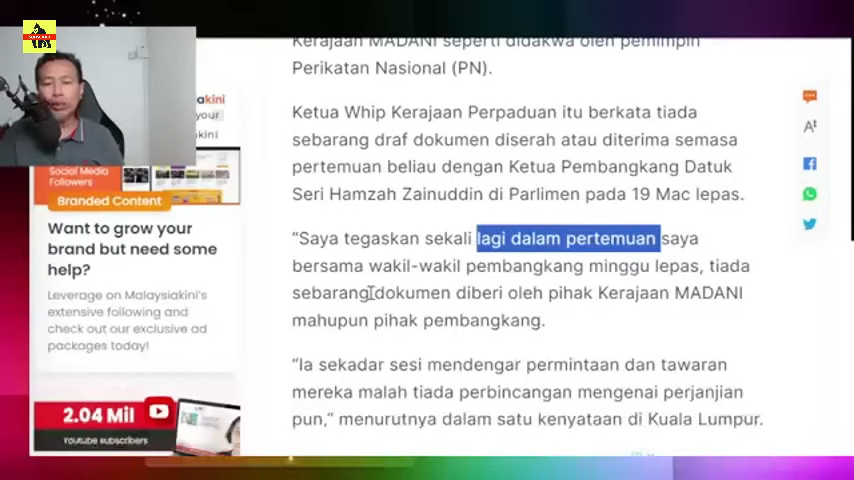 SUBSCRIBE
akini
your
kini
Social Media
Followers
Branded Content
Want to grow your
brand but need some
help?
Leverage on Malaysiakini's
extensive following and
check out our exclusive ad
packages today!
2.04 Mil
Youtube subscribers
Kerajaan MADANI seperti didakwa oleh pemimpin
Perikatan Nasional (PN).
Ketua Whip Kerajaan Perpaduan itu berkata tiada
sebarang draf dokumen diserah atau diterima semasa
pertemuan beliau dengan Ketua Pembangkang Datuk
Seri Hamzah Zainuddin di Parlimen pada 19 Mac lepas.
“Saya tegaskan sekali lagi dalam pertemuan saya
bersama wakil-wakil pembangkang minggu lepas, tiada
sebarang dokumen diberi oleh pihak Kerajaan MADANI
mahupun pihak pembangkang.
“Ia sekadar sesi mendengar permintaan dan tawaran
mereka malah tiada perbincangan mengenai perjanjian
pun,” menurutnya dalam satu kenyataan di Kuala Lumpur.